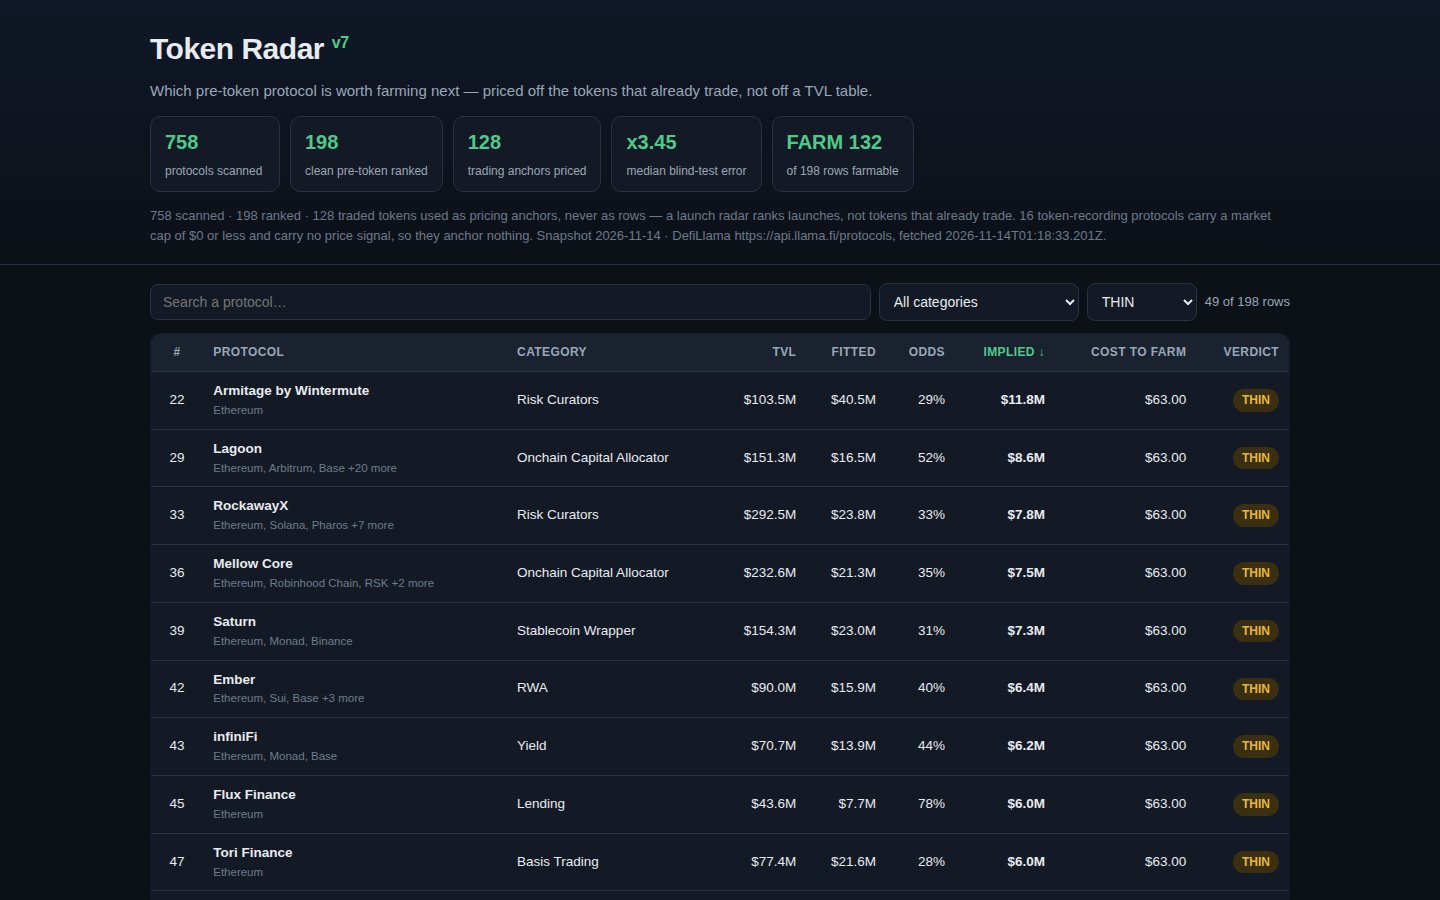 Token Radar v7
Which pre-token protocol is worth farming next — priced off the tokens that already trade, not off a TVL table.
758 198 128 x3.45 FARM 132
protocols scanned clean pre-token ranked trading anchors priced median blind-test error of 198 rows farmable
758 scanned · 198 ranked · 128 traded tokens used as pricing anchors, never as rows — a launch radar ranks launches, not tokens that already trade. 16 token-recording protocols carry a market
cap of $0 or less and carry no price signal, so they anchor nothing. Snapshot 2026-11-14 · DefiLlama https://api.llama.fi/protocols, fetched 2026-11-14T01:18:33.201Z.
Search a protocol… All categories THIN 49 of 198 rows
# PROTOCOL CATEGORY TVL FITTED ODDS IMPLIED ↓ COST TO FARM VERDICT
22 Armitage by Wintermute Risk Curators $103.5M $40.5M 29% $11.8M $63.00 THIN
Ethereum
29 Lagoon Onchain Capital Allocator $151.3M $16.5M 52% $8.6M $63.00 THIN
Ethereum, Arbitrum, Base +20 more
33 RockawayX Risk Curators $292.5M $23.8M 33% $7.8M $63.00 THIN
Ethereum, Solana, Pharos +7 more
36 Mellow Core Onchain Capital Allocator $232.6M $21.3M 35% $7.5M $63.00 THIN
Ethereum, Robinhood Chain, RSK +2 more
39 Saturn Stablecoin Wrapper $154.3M $23.0M 31% $7.3M $63.00 THIN
Ethereum, Monad, Binance
42 Ember RWA $90.0M $15.9M 40% $6.4M $63.00 THIN
Ethereum, Sui, Base +3 more
43 infiniFi Yield $70.7M $13.9M 44% $6.2M $63.00 THIN
Ethereum, Monad, Base
45 Flux Finance Lending $43.6M $7.7M 78% $6.0M $63.00 THIN
Ethereum
47 Tori Finance Basis Trading $77.4M $21.6M 28% $6.0M $63.00 THIN
Ethereum